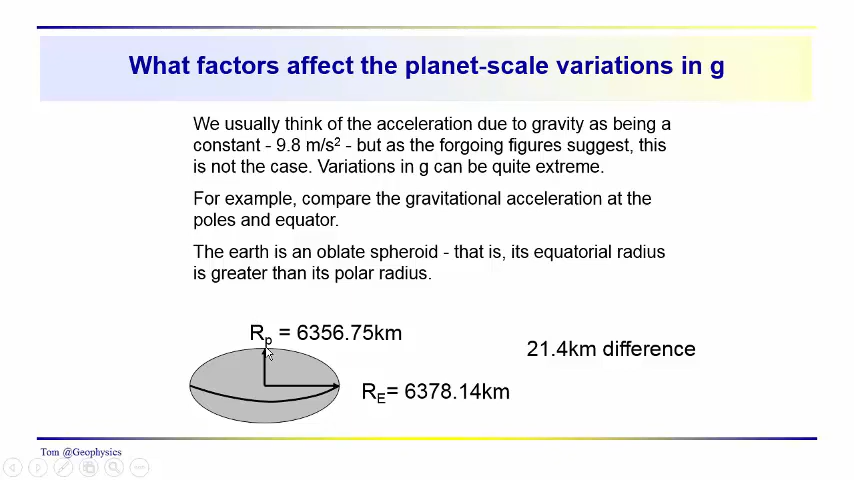 What factors affect the planet-scale variations in g
We usually think of the acceleration due to gravity as being a
constant - 9.8 m/s² - but as the forgoing figures suggest, this
is not the case. Variations in g can be quite extreme.
For example, compare the gravitational acceleration at the
poles and equator.
The earth is an oblate spheroid - that is, its equatorial radius
is greater than its polar radius.
Rp = 6356.75km
21.4km difference
RE= 6378.14km
Tom @Geophysics